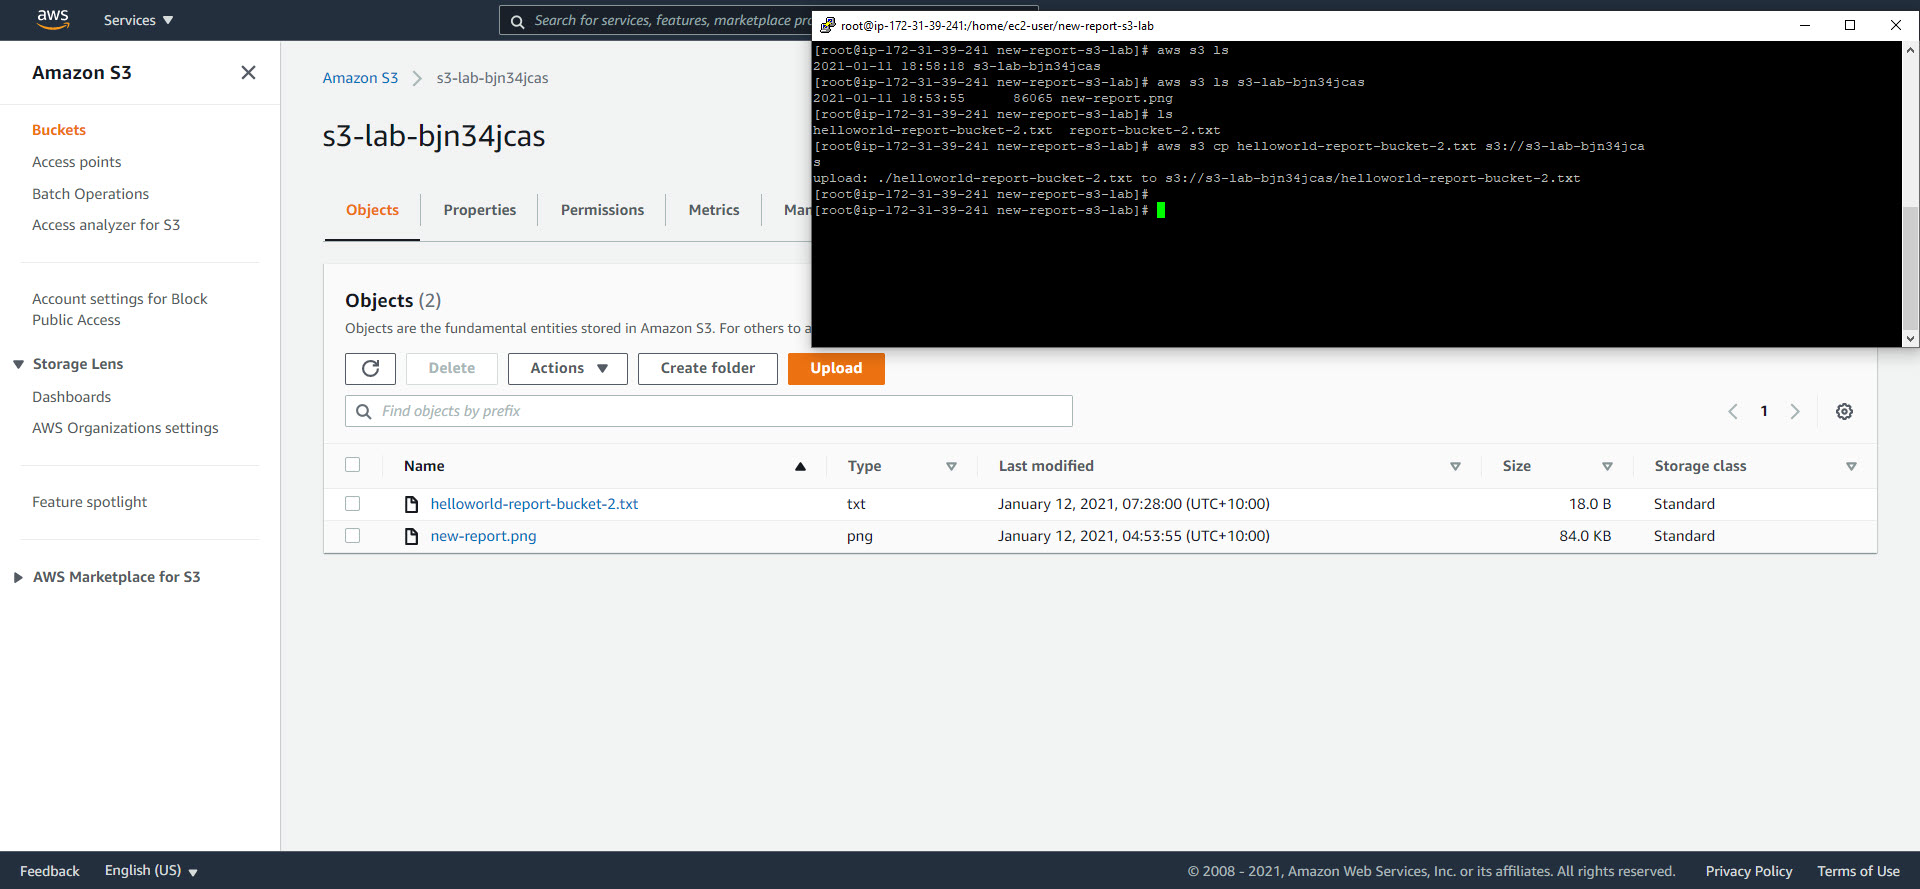 aws
Services
Search for services, features, marketplace pro
root@ip-172-31-39-241:/home/ec2-user/new-report-s3-lab
[root@ip-172-31-39-241 new-report-s3-lab]# aws s3 ls
2021-01-11 18:58:18 s3-lab-bjn34jcas
[root@ip-172-31-39-241 new-report-s3-lab]# aws s3 ls s3-lab-bjn34jcas
2021-01-11 18:53:55      86065 new-report.png
[root@ip-172-31-39-241 new-report-s3-lab]# ls
helloworld-report-bucket-2.txt  report-bucket-2.txt
[root@ip-172-31-39-241 new-report-s3-lab]# aws s3 cp helloworld-report-bucket-2.txt s3://s3-lab-bjn34jca
s
upload: ./helloworld-report-bucket-2.txt to s3://s3-lab-bjn34jcas/helloworld-report-bucket-2.txt
[root@ip-172-31-39-241 new-report-s3-lab]#
[root@ip-172-31-39-241 new-report-s3-lab]#
Amazon S3
Buckets
Access points
Batch Operations
Access analyzer for S3
Account settings for Block
Public Access
Storage Lens
Dashboards
AWS Organizations settings
Feature spotlight
AWS Marketplace for S3
Amazon S3 > s3-lab-bjn34jcas
s3-lab-bjn34jcas
Objects Properties Permissions Metrics Man
Objects (2)
Objects are the fundamental entities stored in Amazon S3. For others to a
Delete Actions Create folder Upload
Find objects by prefix
1
Name Type Last modified Size Storage class
helloworld-report-bucket-2.txt txt January 12, 2021, 07:28:00 (UTC+10:00) 18.0 B Standard
new-report.png png January 12, 2021, 04:53:55 (UTC+10:00) 84.0 KB Standard
Feedback English (US) © 2008 - 2021, Amazon Web Services, Inc. or its affiliates. All rights reserved. Privacy Policy Terms of Use